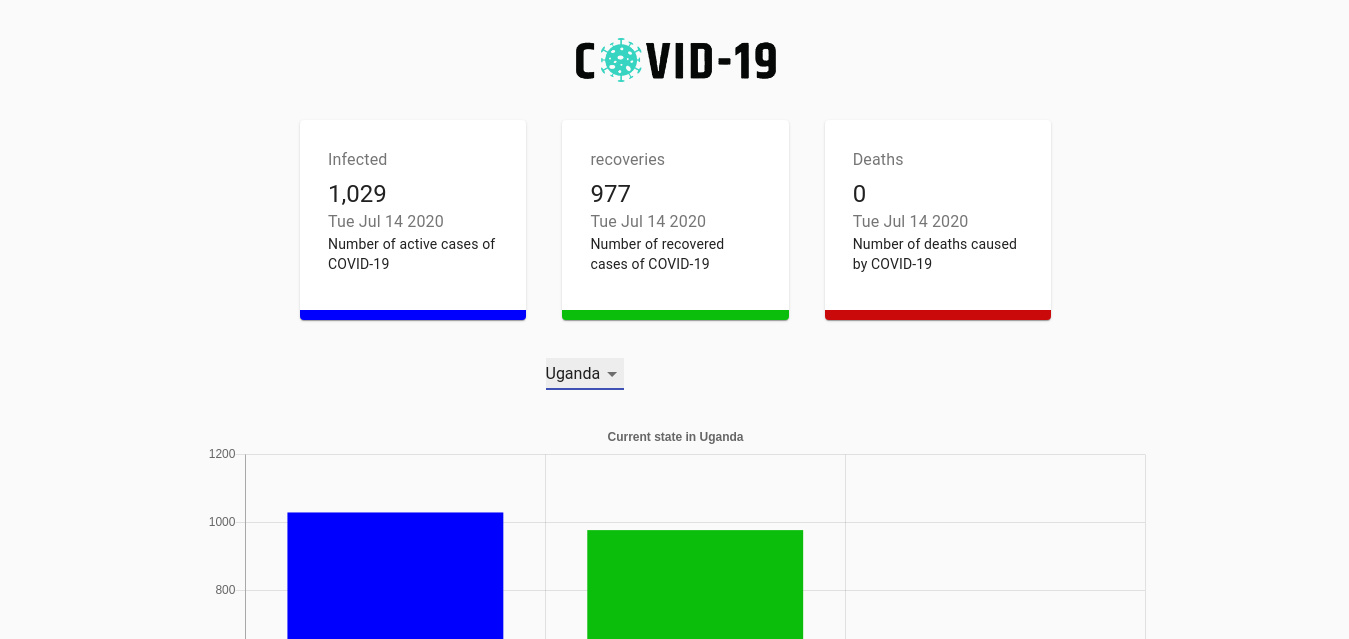 COVID-19
Infected
1,029
Tue Jul 14 2020
Number of active cases of
COVID-19
recoveries
977
Tue Jul 14 2020
Number of recovered
cases of COVID-19
Deaths
0
Tue Jul 14 2020
Number of deaths caused
by COVID-19
Uganda
Current state in Uganda
1200
1000
800